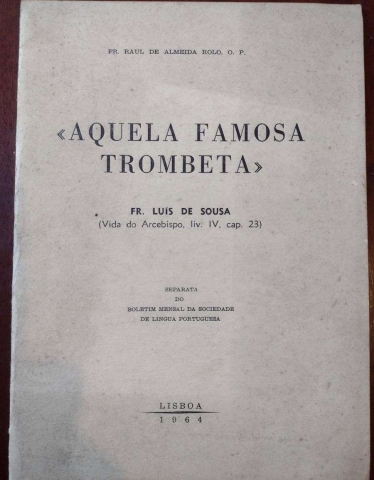 FR. RAUL DE ALMEIDA ROLO, O. P.
«AQUELA FAMOSA
TROMBETA»
FR. LUÍS DE SOUSA
(Vida do Arcebispo, liv. IV, cap. 23)
SEPARATA
DO
BOLETIM MENSAL DA SOCIEDADE
DE LÍNGUA PORTUGUESA
LISBOA
1964